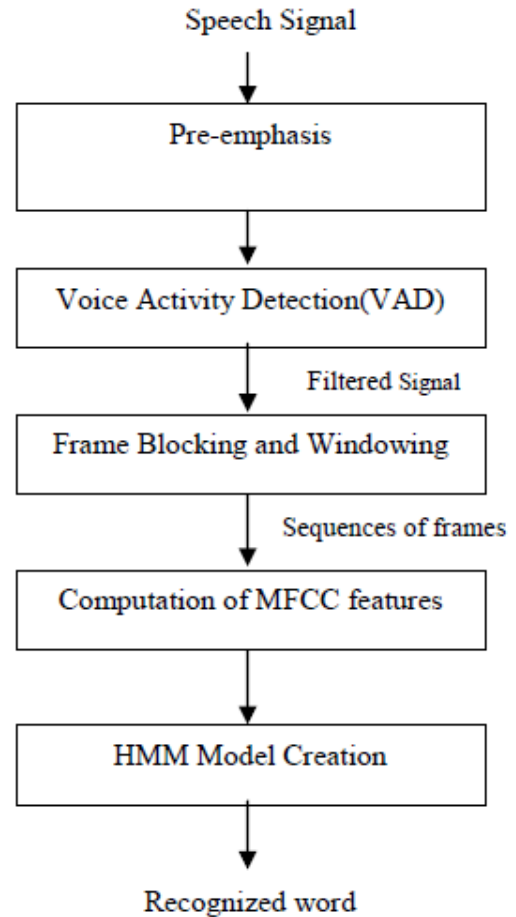 Speech Signal
Pre-emphasis
Voice Activity Detection(VAD)
Filtered Signal
Frame Blocking and Windowing
Sequences of frames
Computation of MFCC features
HMM Model Creation
Recognized word